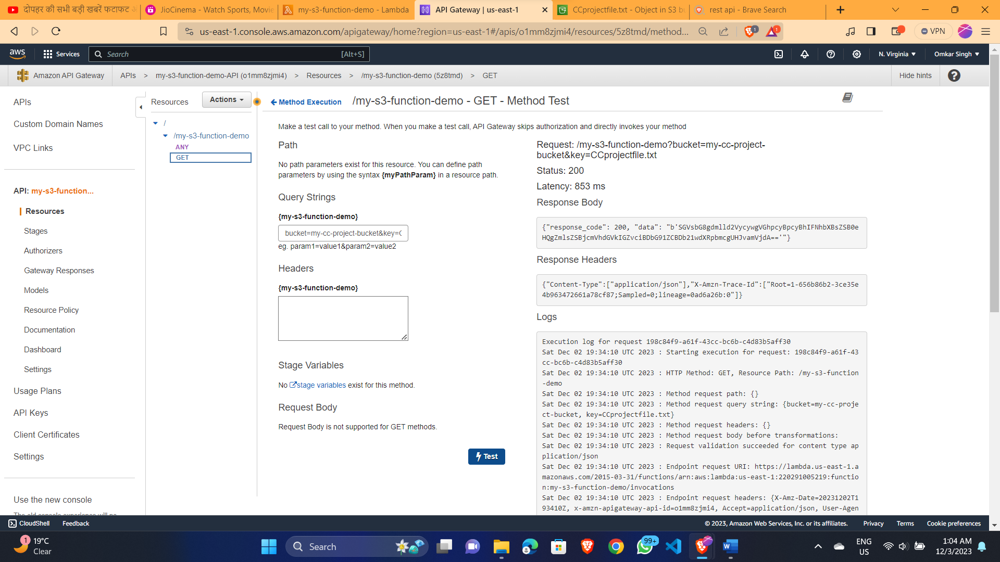 दोपहर की सभी बड़ी खबरें फटाफट
JioCinema - Watch Sports, Movie
my-s3-function-demo - Lambda
API Gateway | us-east-1
CCprojectfile.txt - Object in S3 bu
rest api - Brave Search
us-east-1.console.aws.amazon.com/apigateway/home?region=us-east-1#/apis/o1mm8zjmi4/resources/5z8tmd/method...
1
1
VPN
aws
Services
Search
[Alt+S]
N. Virginia
Omkar Singh
Amazon API Gateway
APIs > my-s3-function-demo-API (o1mm8zjmi4) > Resources > /my-s3-function-demo (5z8tmd) > GET
Hide hints
APIs
Custom Domain Names
VPC Links
API: my-s3-function...
Resources
Stages
Authorizers
Gateway Responses
Models
Resource Policy
Documentation
Dashboard
Settings
Usage Plans
API Keys
Client Certificates
Settings
Use the new console
Resources
Actions
/
/my-s3-function-demo
ANY
GET
Method Execution
/my-s3-function-demo - GET - Method Test
Make a test call to your method. When you make a test call, API Gateway skips authorization and directly invokes your method
Path
No path parameters exist for this resource. You can define path
parameters by using the syntax {myPathParam} in a resource path.
Query Strings
{my-s3-function-demo}
bucket=my-cc-project-bucket&key=C
eg. param1=value1&param2=value2
Headers
{my-s3-function-demo}
Stage Variables
No stage variables exist for this method.
Request Body
Request Body is not supported for GET methods.
Test
Request: /my-s3-function-demo?bucket=my-cc-project-
bucket&key=CCprojectfile.txt
Status: 200
Latency: 853 ms
Response Body
{"response_code": 200, "data": "b'SGVsbG8gdmlld2VycywgVGhpcyBpcyBhIFNhbXBsZSB0e
HQgZmlsZSBjcmVhdGVkIGZvciBDbG91ZCBDb21wdXRpbmcgUHJvamVjdA=='"}
Response Headers
{"Content-Type":["application/json"],"X-Amzn-Trace-Id":["Root=1-656b86b2-3ce35e
4b963472661a78cf87;Sampled=0;lineage=0ad6a26b:0"]}
Logs
Execution log for request 198c84f9-a61f-43cc-bc6b-c4d83b5aff30
Sat Dec 02 19:34:10 UTC 2023 : Starting execution for request: 198c84f9-a61f-43
cc-bc6b-c4d83b5aff30
Sat Dec 02 19:34:10 UTC 2023 : HTTP Method: GET, Resource Path: /my-s3-function
-demo
Sat Dec 02 19:34:10 UTC 2023 : Method request path: {}
Sat Dec 02 19:34:10 UTC 2023 : Method request query string: {bucket=my-cc-proje
ct-bucket, key=CCprojectfile.txt}
Sat Dec 02 19:34:10 UTC 2023 : Method request headers: {}
Sat Dec 02 19:34:10 UTC 2023 : Method request body before transformations:
Sat Dec 02 19:34:10 UTC 2023 : Request validation succeeded for content type ap
plication/json
Sat Dec 02 19:34:10 UTC 2023 : Endpoint request URI: https://lambda.us-east-1.a
mazonaws.com/2015-03-31/functions/arn:aws:lambda:us-east-1:220291005219:functio
n:my-s3-function-demo/invocations
Sat Dec 02 19:34:10 UTC 2023 : Endpoint request headers: {X-Amz-Date=20231202T1
93410Z, x-amzn-apigateway-api-id=o1mm8zjmi4, Accept=application/json, User-Agen
CloudShell
Feedback
© 2023, Amazon Web Services, Inc. or its affiliates.
Privacy
Terms
Cookie preferences
1
19°C
Clear
Search
99+
ENG
US
1:04 AM
12/3/2023